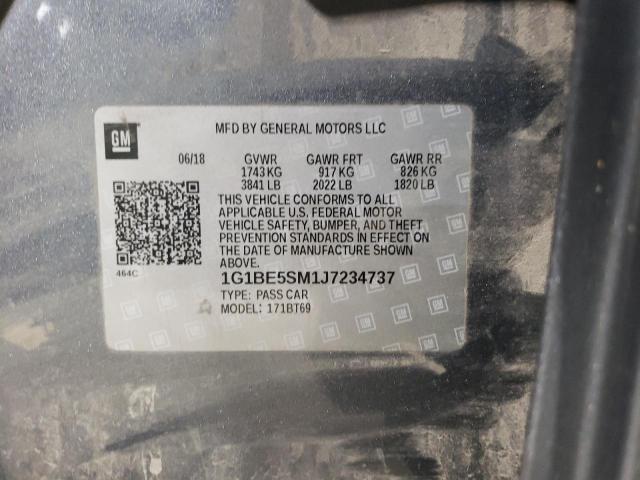 GM
MFD BY GENERAL MOTORS LLC
06/18 GVWR GAWR FRT GAWR RR
1743 KG 917 KG 826 KG
3841 LB 2022 LB 1820 LB
THIS VEHICLE CONFORMS TO ALL
APPLICABLE U.S. FEDERAL MOTOR
VEHICLE SAFETY, BUMPER, AND THEFT
PREVENTION STANDARDS IN EFFECT ON
THE DATE OF MANUFACTURE SHOWN
ABOVE.
464C
1G1BE5SM1J7234737
TYPE: PASS CAR
MODEL: 171BT69